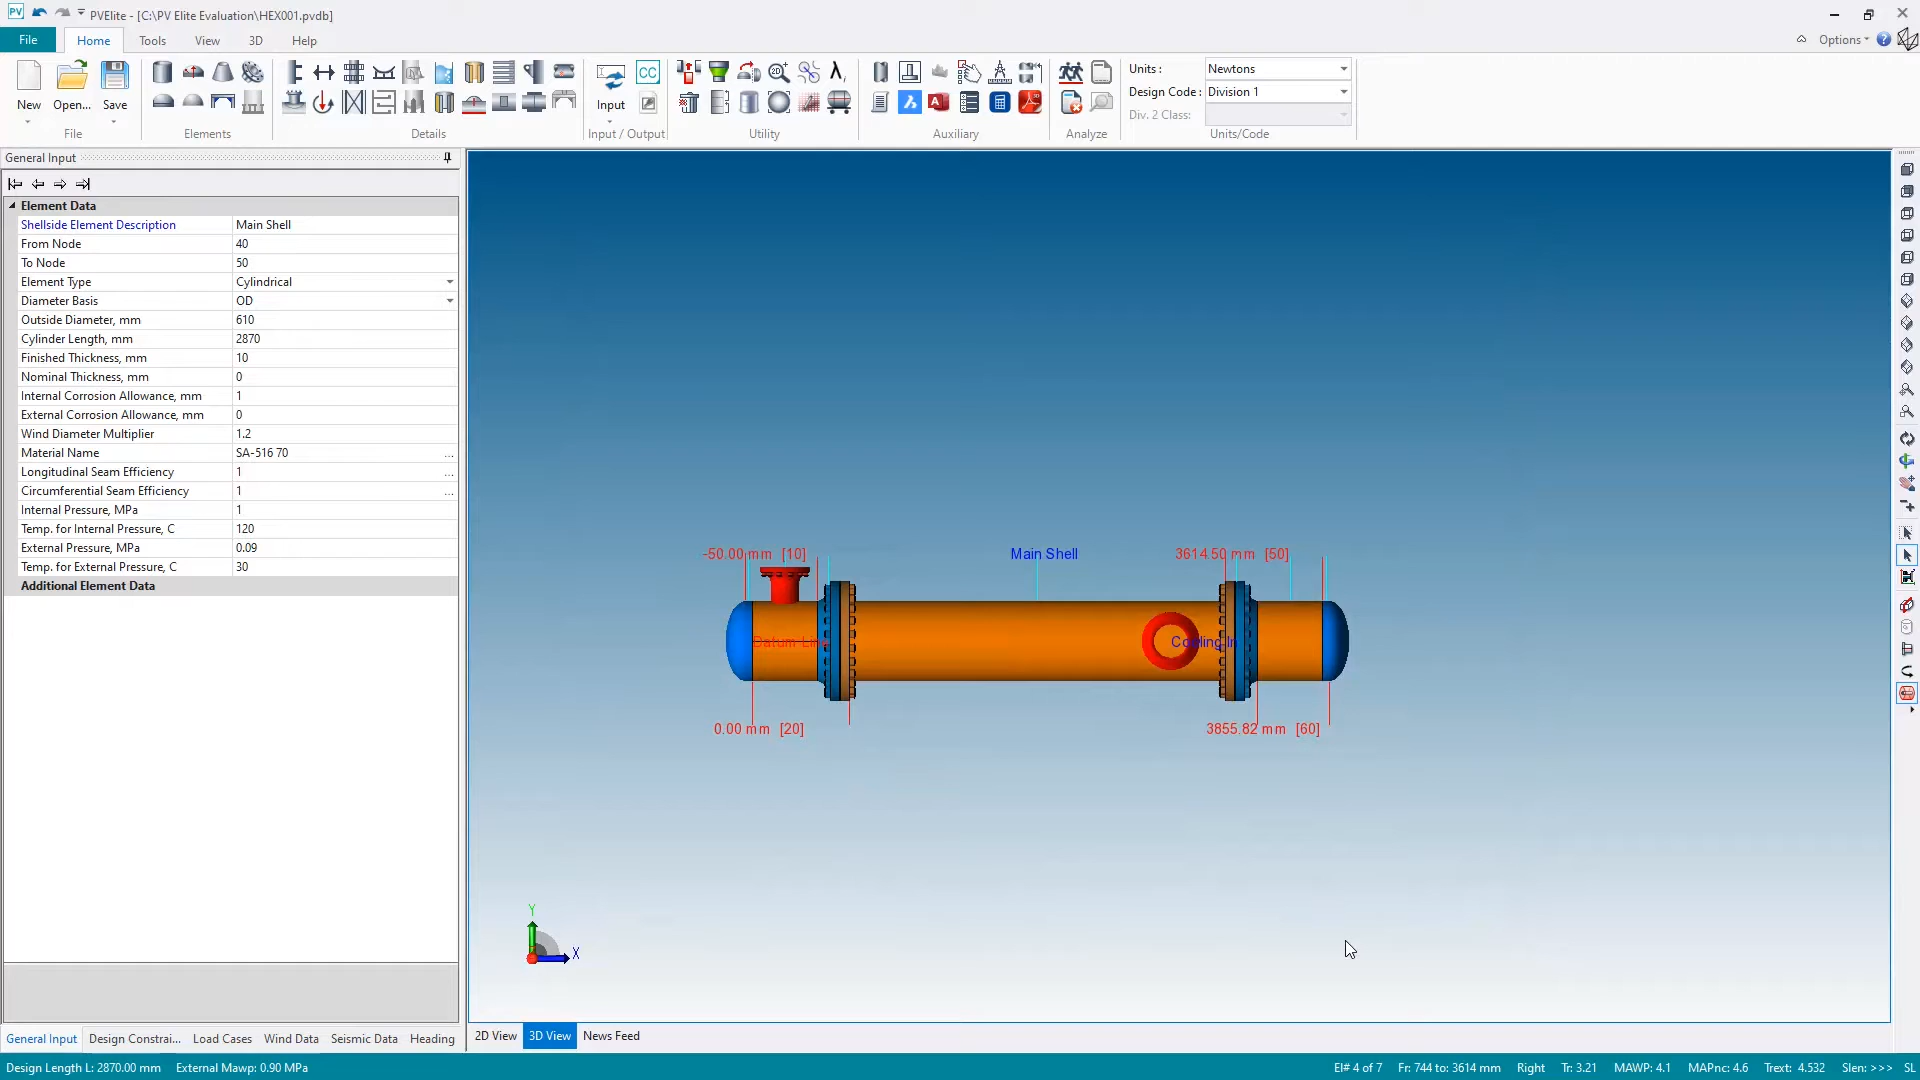 PVElite - [C:\PV Elite Evaluation\HEX001.pvdb]
File Home Tools View 3D Help Options
New Open... Save
Input
CC
Units : Newtons
Design Code : Division 1
Div. 2 Class:
File Elements Details Input / Output Utility Auxiliary Analyze Units/Code
General Input
Element Data
Shellside Element Description Main Shell
From Node 40
To Node 50
Element Type Cylindrical
Diameter Basis OD
Outside Diameter, mm 610
Cylinder Length, mm 2870
Finished Thickness, mm 10
Nominal Thickness, mm 0
Internal Corrosion Allowance, mm 1
External Corrosion Allowance, mm 0
Wind Diameter Multiplier 1.2
Material Name SA-516 70 ...
Longitudinal Seam Efficiency 1 ...
Circumferential Seam Efficiency 1 ...
Internal Pressure, MPa 1
Temp. for Internal Pressure, C 120
External Pressure, MPa 0.09
Temp. for External Pressure, C 30
Additional Element Data
-50.00 mm [10] Main Shell 3614.50 mm [50]
Datum Line Cooling In
0.00 mm [20] 3855.82 mm [60]
Y
X
General Input Design Constrai... Load Cases Wind Data Seismic Data Heading
2D View 3D View News Feed
Design Length L: 2870.00 mm External Mawp: 0.90 MPa El# 4 of 7 Fr: 744 to 3614 mm Right Tr: 3.21 MAWP: 4.1 MAPnc: 4.6 Trext: 4.532 Slen: >>> SL